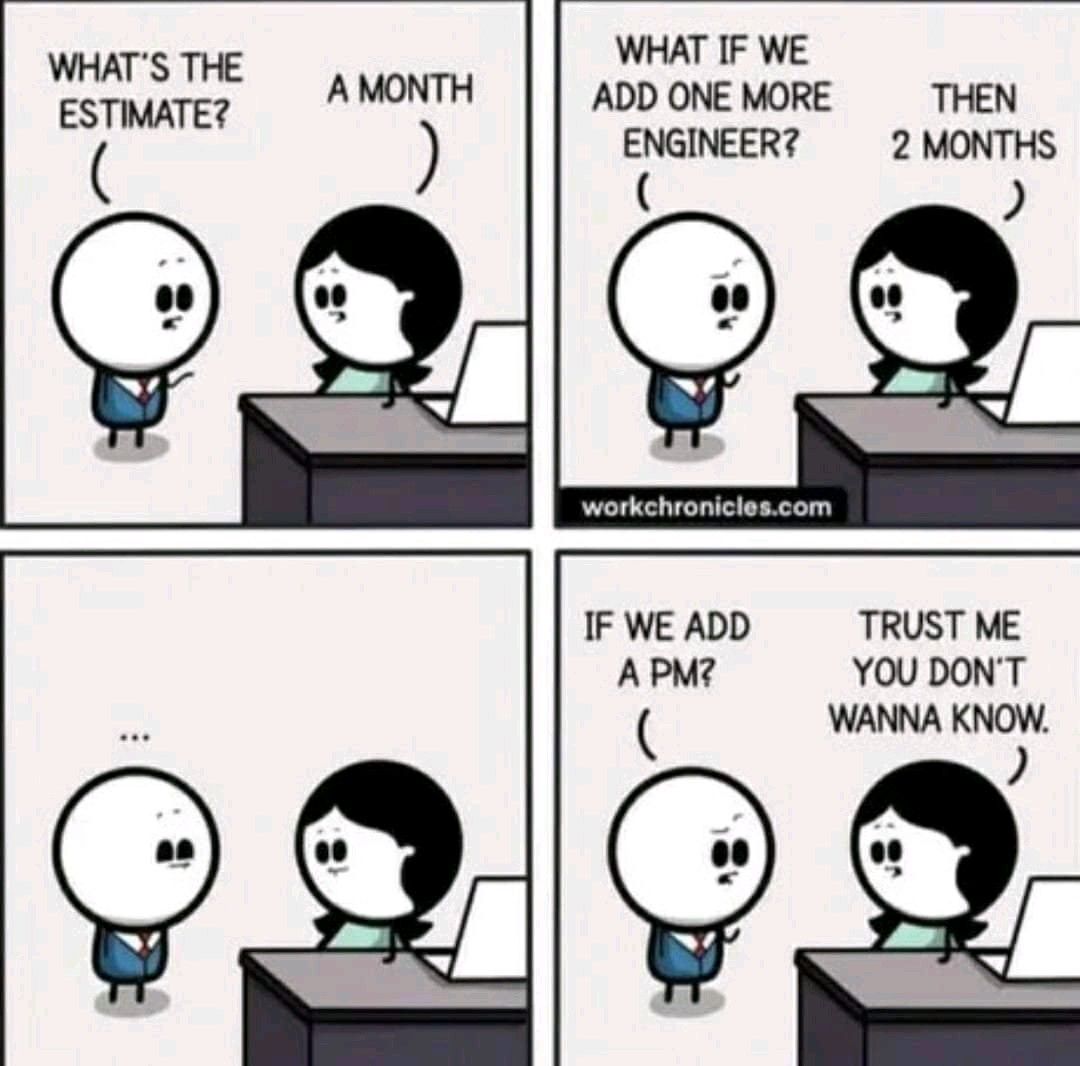 WHAT'S THE
ESTIMATE?
A MONTH
WHAT IF WE
ADD ONE MORE
ENGINEER?
THEN
2 MONTHS
workchronicles.com
...
IF WE ADD
A PM?
TRUST ME
YOU DON'T
WANNA KNOW.